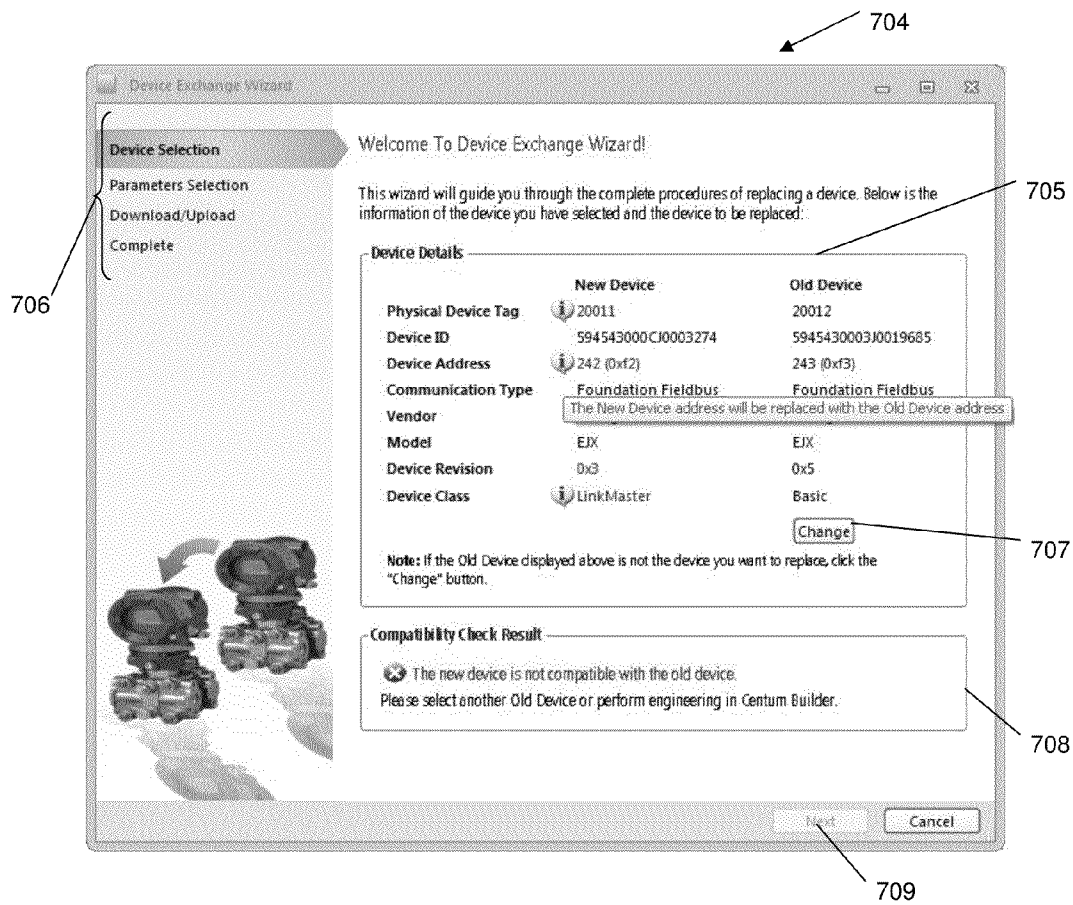 704
Device Exchange Wizard
Device Selection
Parameters Selection
Download/Upload
Complete
706
Welcome To Device Exchange Wizard!
This wizard will guide you through the complete procedures of replacing a device. Below is the
information of the device you have selected and the device to be replaced:
705
Device Details
New Device Old Device
Physical Device Tag 20011 20012
Device ID 594543000CJ0003274 5945430003J0019685
Device Address 242 (0xf2) 243 (0xf3)
Communication Type Foundation Fieldbus Foundation Fieldbus
Vendor
The New Device address will be replaced with the Old Device address
Model EJX EJX
Device Revision 0x3 0x5
Device Class LinkMaster Basic
Change
707
Note: If the Old Device displayed above is not the device you want to replace, click the
"Change" button.
Compatibility Check Result
The new device is not compatible with the old device.
Please select another Old Device or perform engineering in Centum Builder.
708
Next Cancel
709